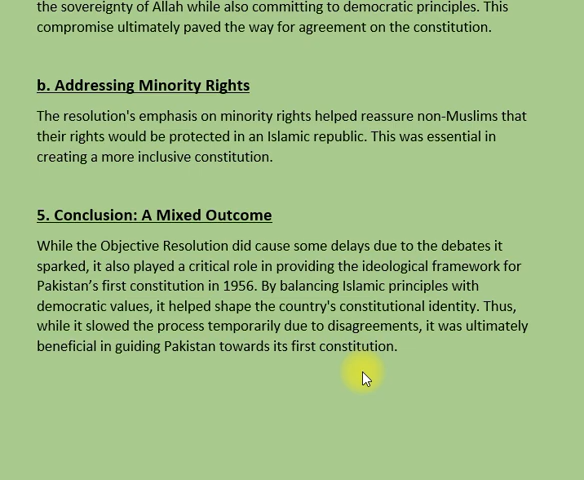 the sovereignty of Allah while also committing to democratic principles. This
compromise ultimately paved the way for agreement on the constitution.
b. Addressing Minority Rights
The resolution's emphasis on minority rights helped reassure non-Muslims that
their rights would be protected in an Islamic republic. This was essential in
creating a more inclusive constitution.
5. Conclusion: A Mixed Outcome
While the Objective Resolution did cause some delays due to the debates it
sparked, it also played a critical role in providing the ideological framework for
Pakistan’s first constitution in 1956. By balancing Islamic principles with
democratic values, it helped shape the country's constitutional identity. Thus,
while it slowed the process temporarily due to disagreements, it was ultimately
beneficial in guiding Pakistan towards its first constitution.